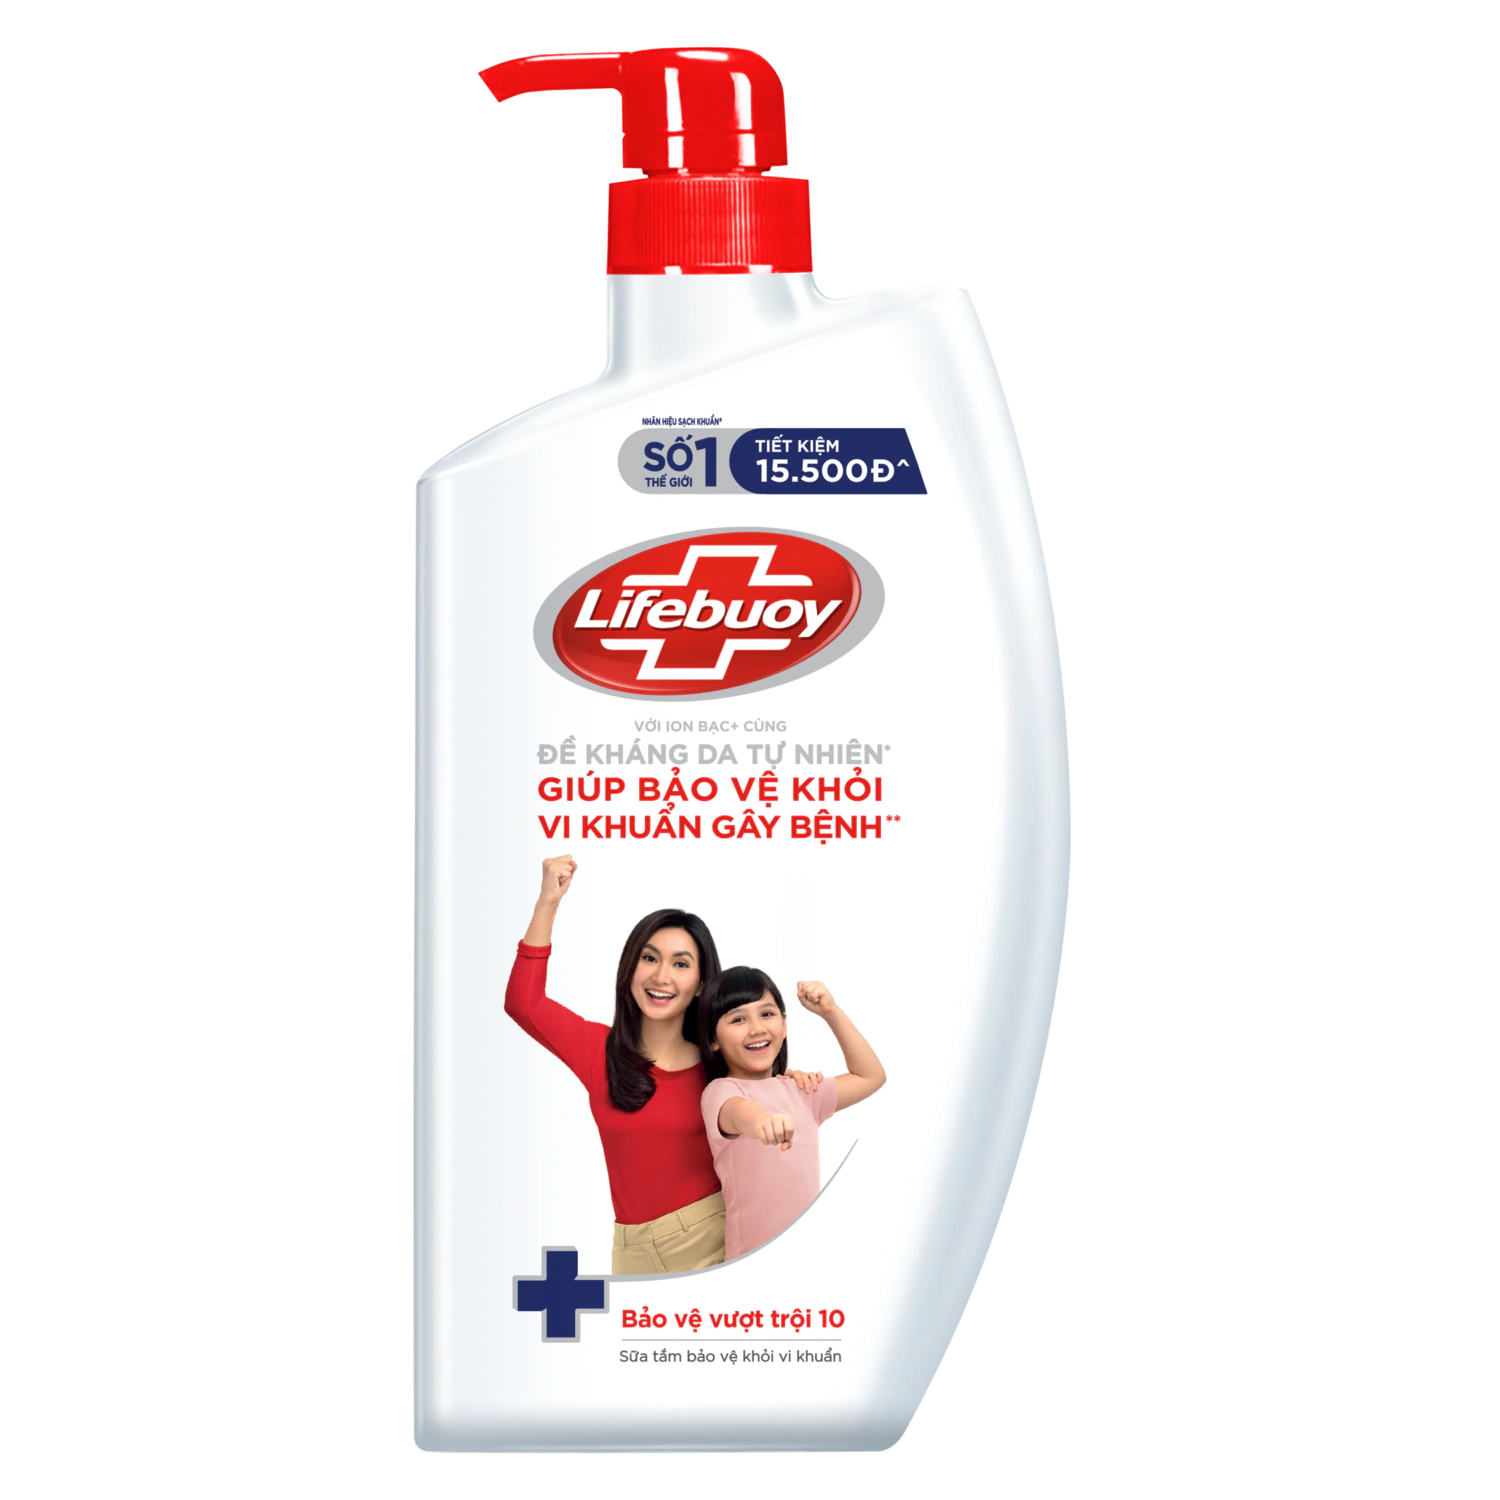 NHÃN HIỆU SẠCH KHUẨN#
SỐ 1
THẾ GIỚI
TIẾT KIỆM
15.500Đ^
Lifebuoy
VỚI ION BẠC+ CÙNG
ĐỀ KHÁNG DA TỰ NHIÊN*
GIÚP BẢO VỆ KHỎI
VI KHUẨN GÂY BỆNH**
Bảo vệ vượt trội 10
Sữa tắm bảo vệ khỏi vi khuẩn